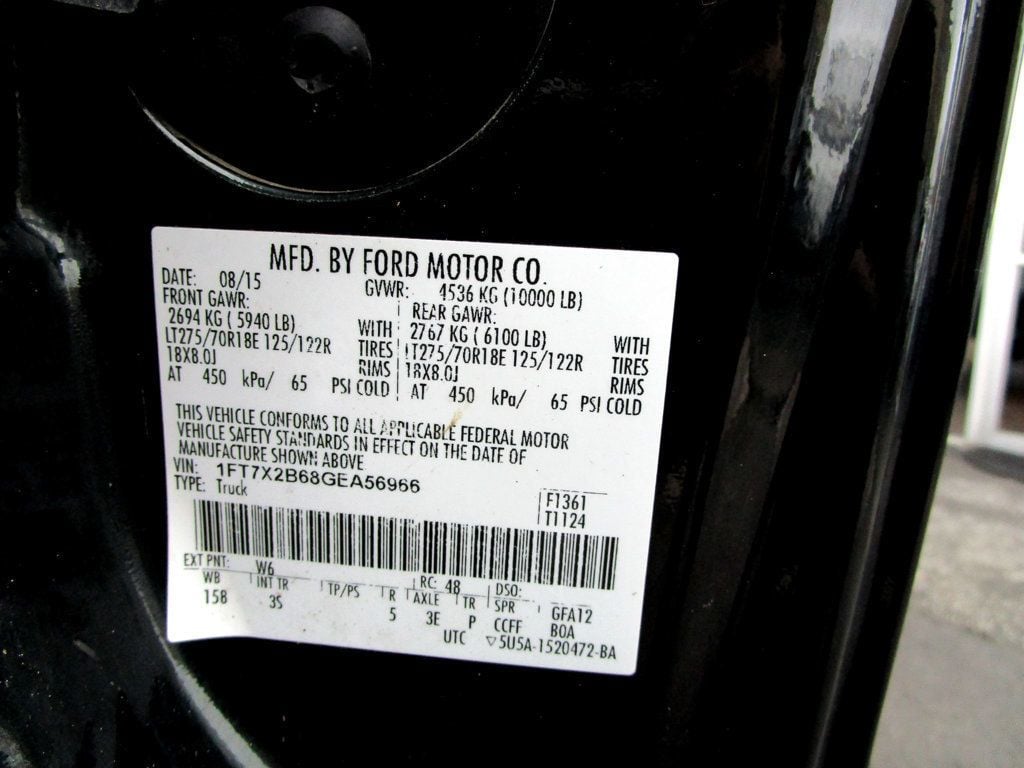 MFD. BY FORD MOTOR CO.
DATE: 08/15 GVWR: 4536 KG (10000 LB)
FRONT GAWR: REAR GAWR:
2694 KG ( 5940 LB) WITH 2767 KG ( 6100 LB) WITH
LT275/70R18E 125/122R TIRES LT275/70R18E 125/122R TIRES
18X8.0J RIMS 18X8.0J RIMS
AT 450 kPa/ 65 PSI COLD AT 450 kPa/ 65 PSI COLD
THIS VEHICLE CONFORMS TO ALL APPLICABLE FEDERAL MOTOR
VEHICLE SAFETY STANDARDS IN EFFECT ON THE DATE OF
MANUFACTURE SHOWN ABOVE
VIN: 1FT7X2B68GEA56966
TYPE: Truck F1361
T1124
EXT PNT: W6 RC: 48 DSO:
WB INT TR TP/PS R AXLE TR SPR GFA12
158 3S 5 3E P CCFF BOA
UTC ▽5U5A-1520472-BA